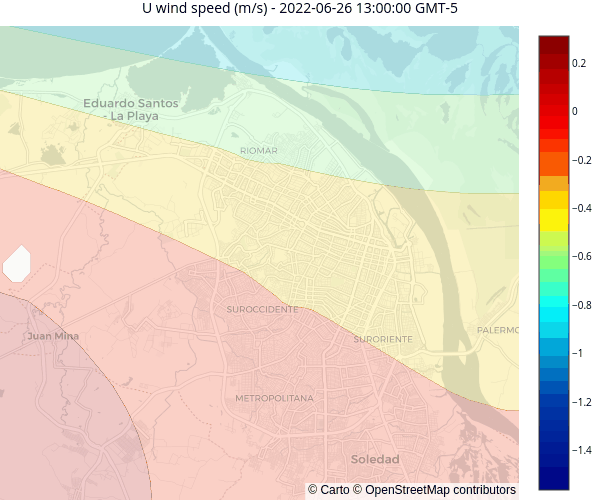 U wind speed (m/s) - 2022-06-26 13:00:00 GMT-5
Eduardo Santos
- La Playa
RIOMAR
SUROCCIDENTE
SURORIENTE
PALERMO
Juan Mina
METROPOLITANA
Soledad
© Carto © OpenStreetMap contributors
0.2
0
−0.2
−0.4
−0.6
−0.8
−1
−1.2
−1.4